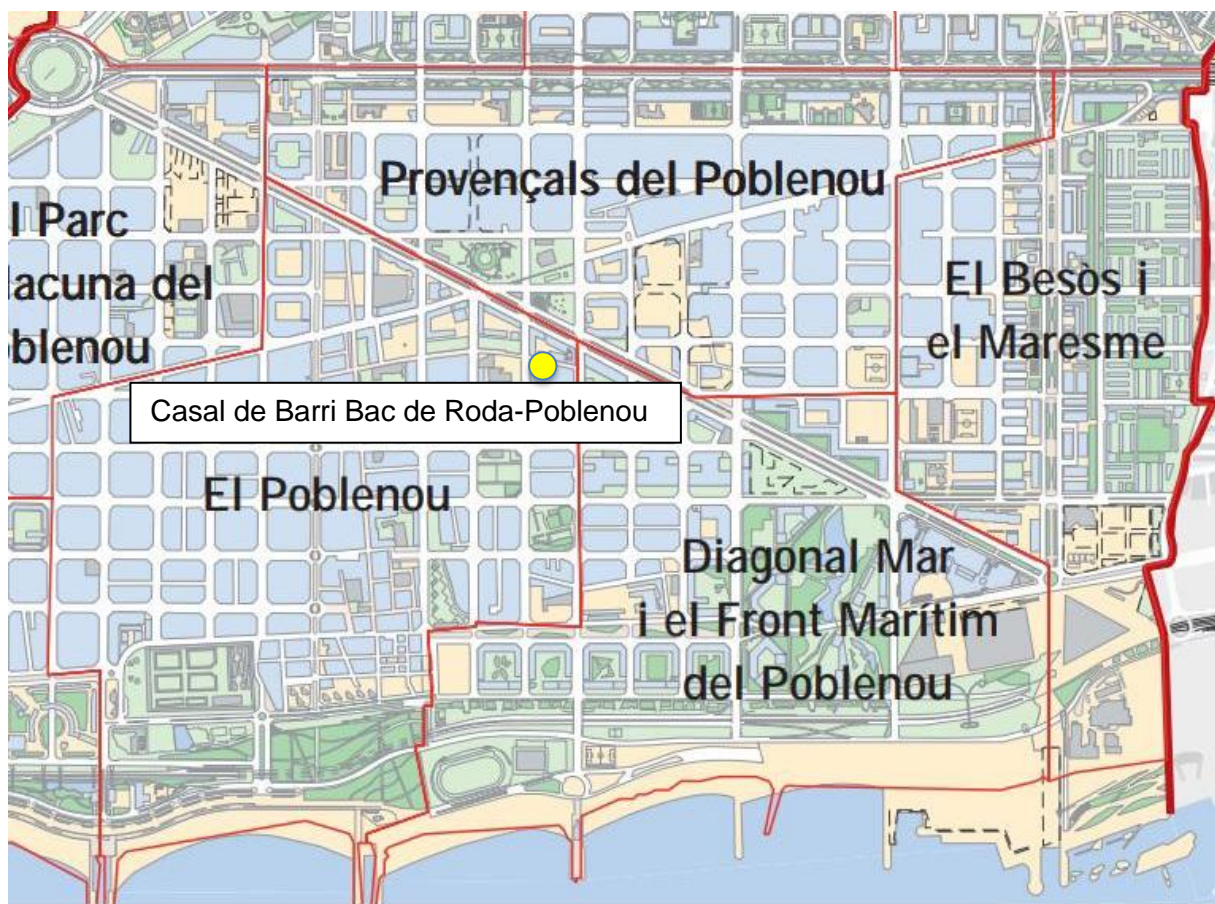 Provençals del Poblenou
l Parc
lacuna del
blenou
El Besòs i
el Maresme
Casal de Barri Bac de Roda-Poblenou
El Poblenou
Diagonal Mar
i el Front Marítim
del Poblenou